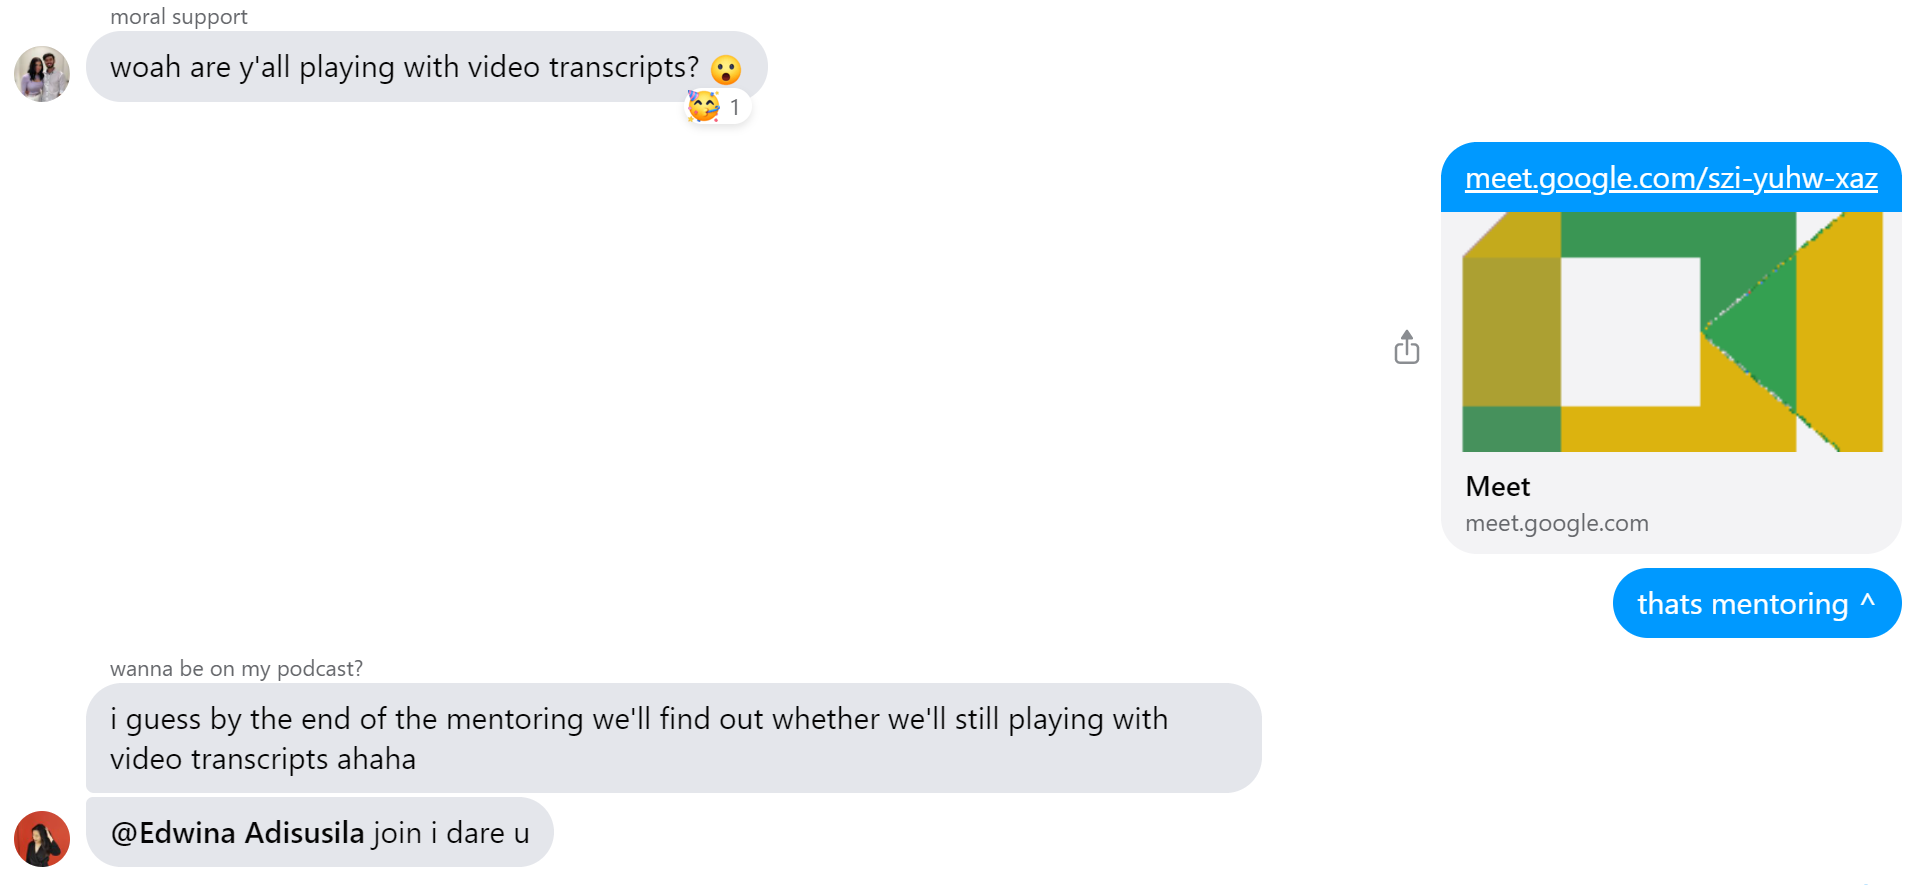 moral support
woah are y'all playing with video transcripts? 😮
🥳 1
meet.google.com/szi-yuhw-xaz
Meet
meet.google.com
thats mentoring ^
wanna be on my podcast?
i guess by the end of the mentoring we'll find out whether we'll still playing with
video transcripts ahaha
@Edwina Adisusila join i dare u